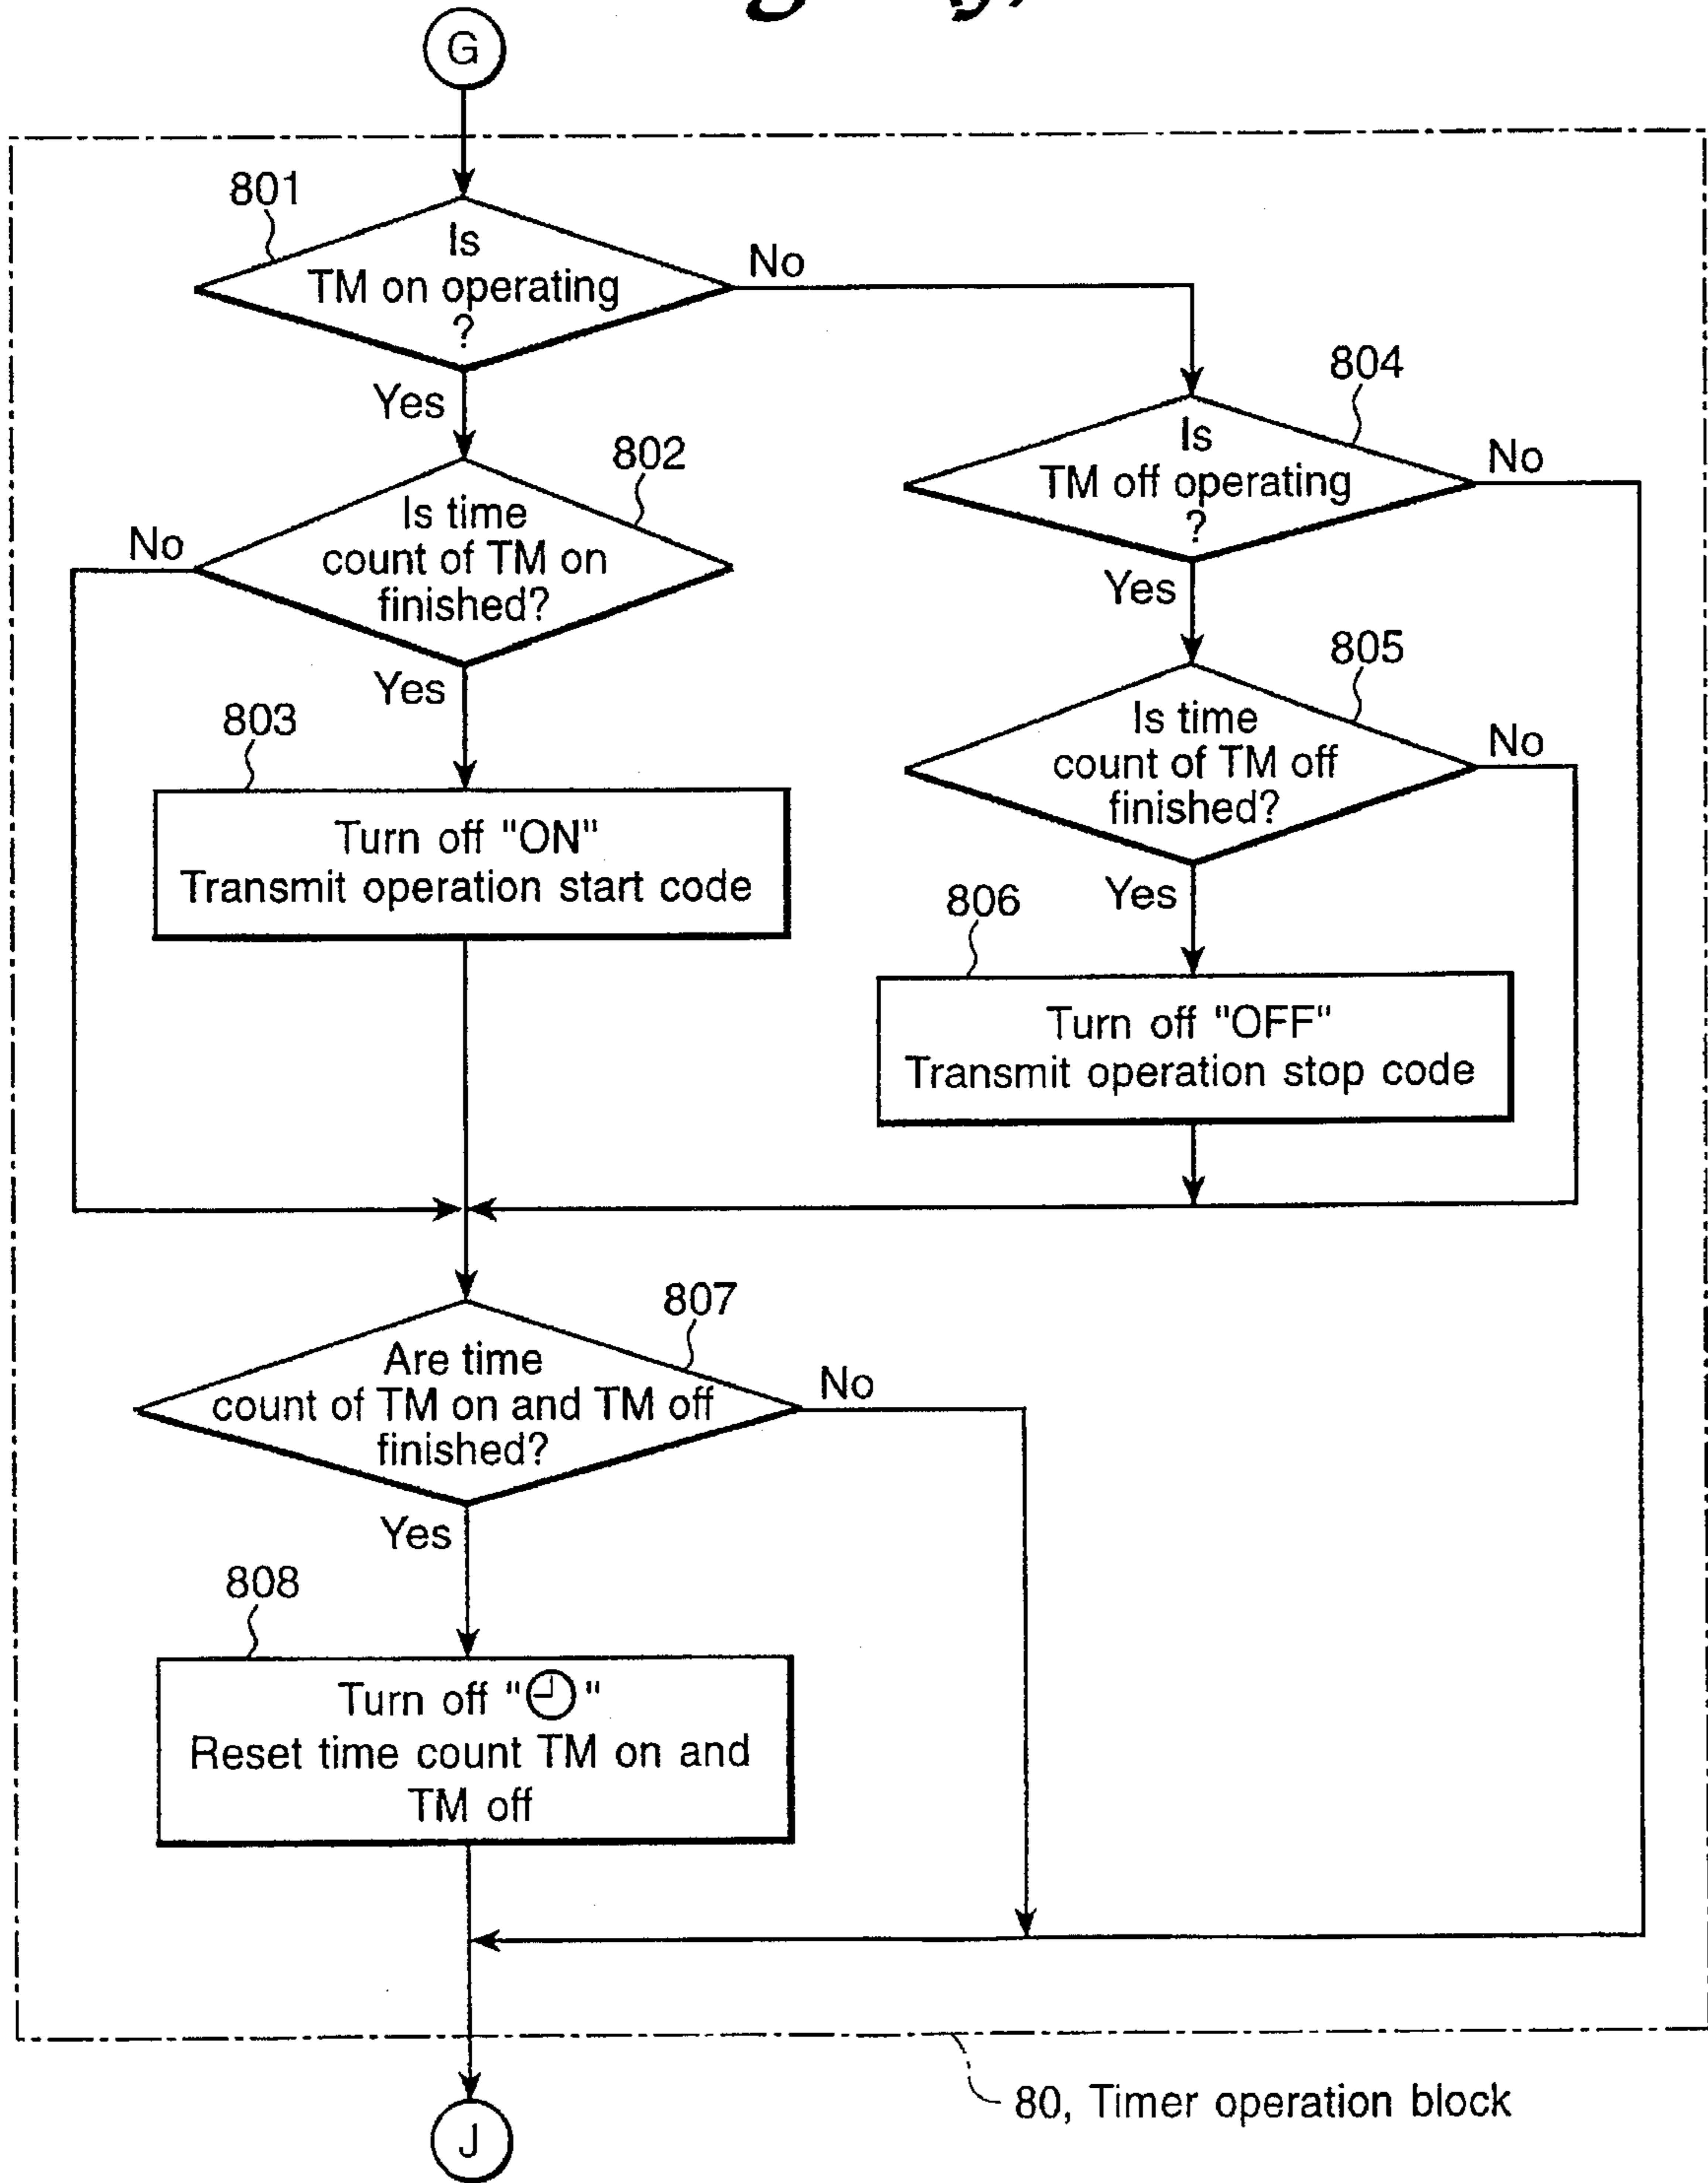 G
801
Is
TM on operating
?
No
Yes
802
Is time
count of TM on
finished?
No
Yes
803
Turn off "ON"
Transmit operation start code
804
Is
TM off operating
?
No
Yes
805
Is time
count of TM off
finished?
No
Yes
806
Turn off "OFF"
Transmit operation stop code
807
Are time
count of TM on and TM off
finished?
No
Yes
808
Turn off " "
Reset time count TM on and
TM off
80, Timer operation block
J